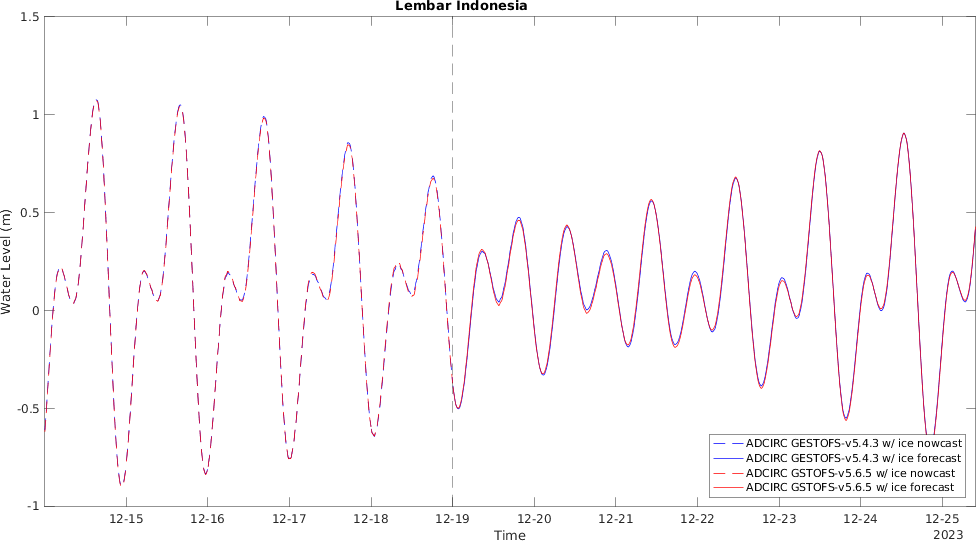 Lembar Indonesia
1.5
1
0.5
0
-0.5
-1
Water Level (m)
ADCIRC GESTOFS-v5.4.3 w/ ice nowcast
ADCIRC GESTOFS-v5.4.3 w/ ice forecast
ADCIRC GSTOFS-v5.6.5 w/ ice nowcast
ADCIRC GSTOFS-v5.6.5 w/ ice forecast
12-15 12-16 12-17 12-18 12-19 12-20 12-21 12-22 12-23 12-24 12-25
Time
2023